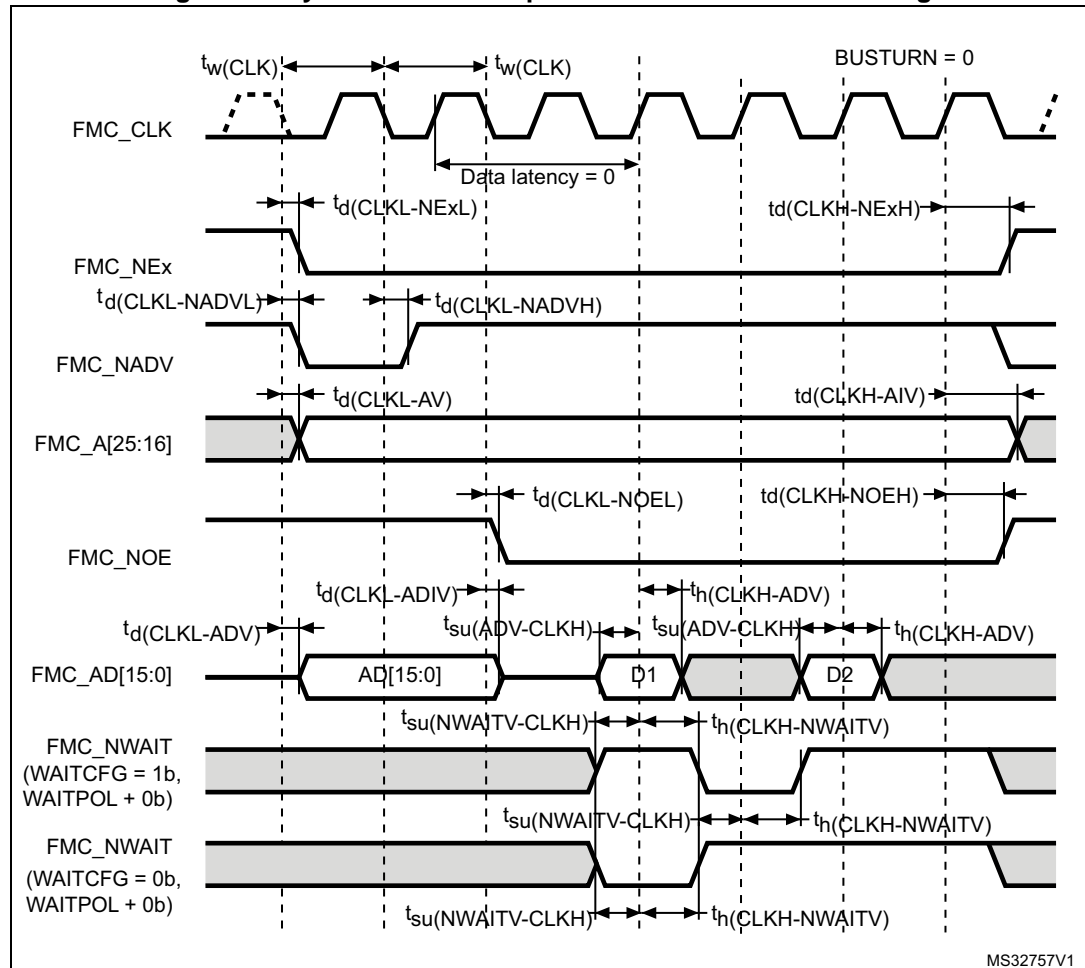 BUSTURN = 0
tw(CLK) tw(CLK)
FMC_CLK
Data latency = 0
td(CLKL-NExL) td(CLKH-NExH)
FMC_NEx
td(CLKL-NADVL) td(CLKL-NADVH)
FMC_NADV
td(CLKL-AV) td(CLKH-AIV)
FMC_A[25:16]
td(CLKL-NOEL) td(CLKH-NOEH)
FMC_NOE
td(CLKL-ADIV) th(CLKH-ADV)
td(CLKL-ADV) tsu(ADV-CLKH) tsu(ADV-CLKH) th(CLKH-ADV)
FMC_AD[15:0] AD[15:0] D1 D2
tsu(NWAITV-CLKH) th(CLKH-NWAITV)
FMC_NWAIT
(WAITCFG = 1b,
WAITPOL + 0b)
tsu(NWAITV-CLKH) th(CLKH-NWAITV)
FMC_NWAIT
(WAITCFG = 0b,
WAITPOL + 0b)
tsu(NWAITV-CLKH) th(CLKH-NWAITV)
MS32757V1